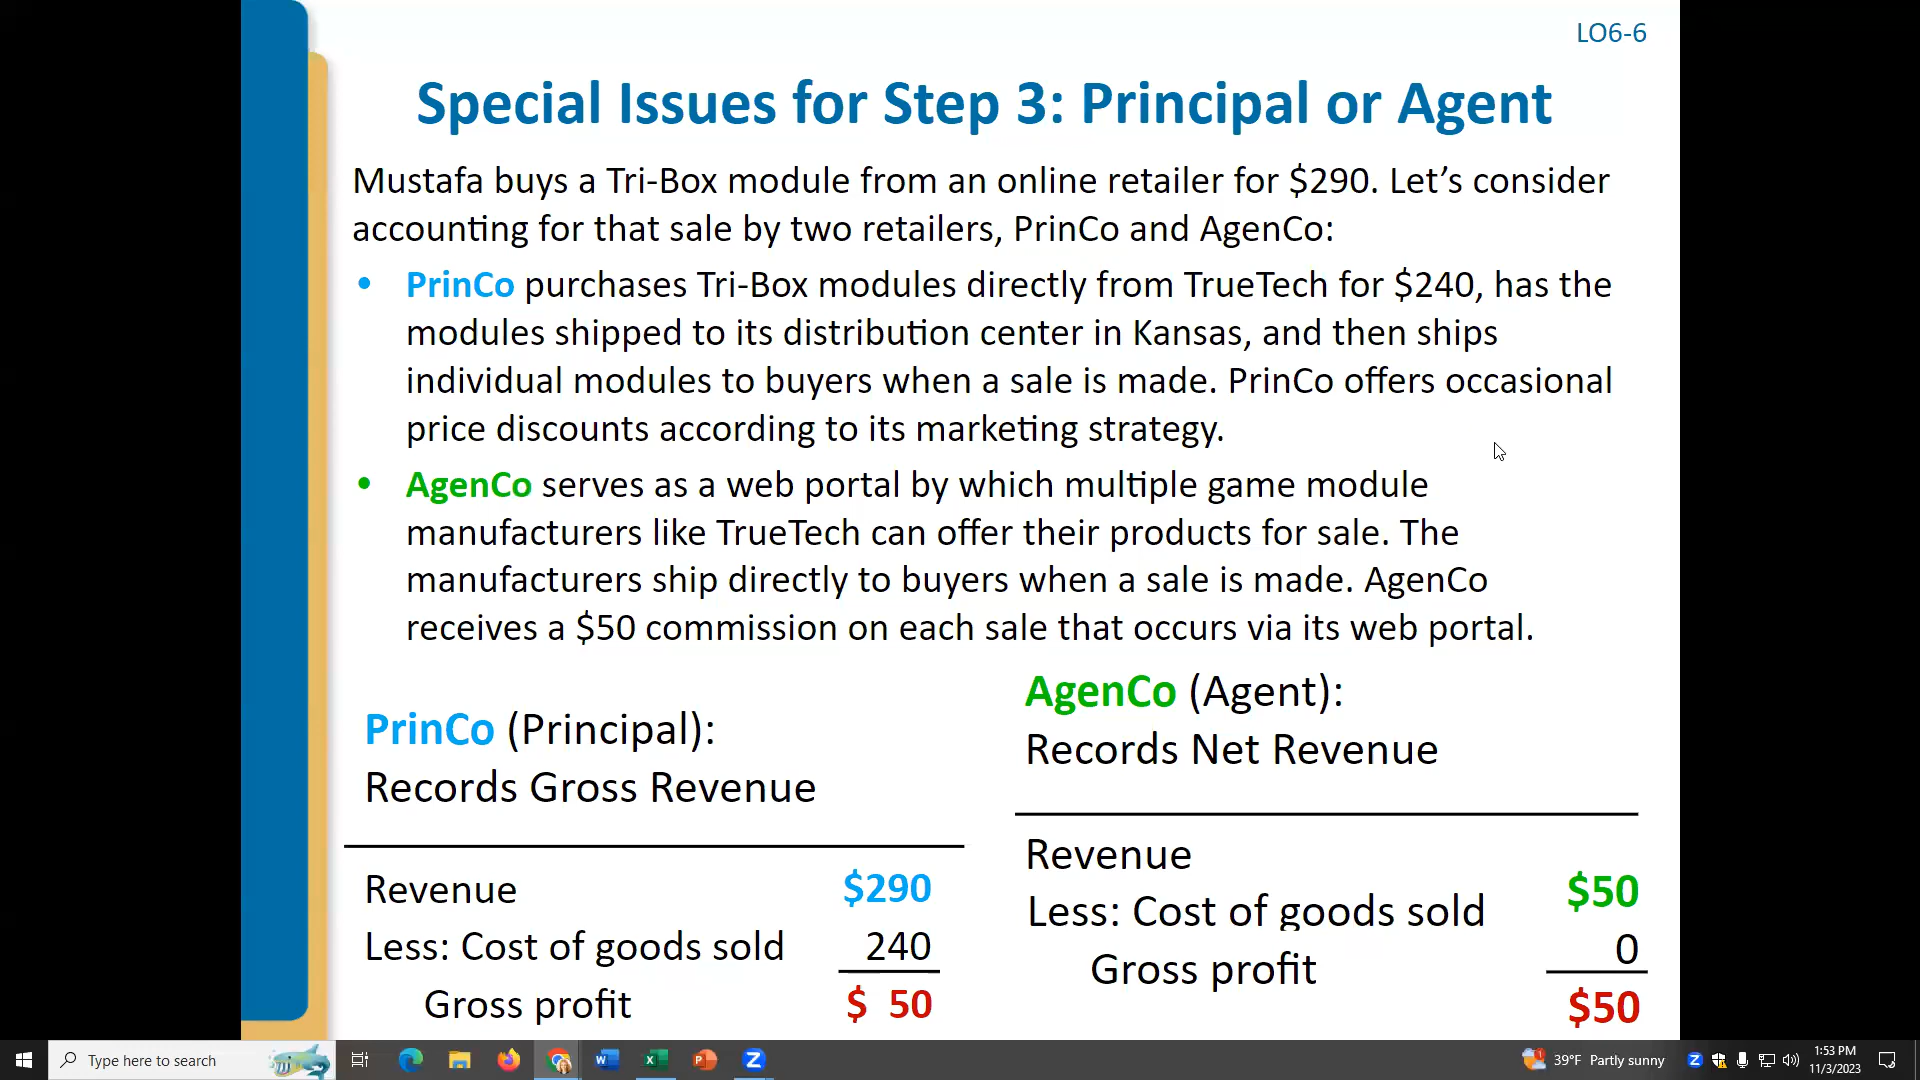 LO6-6
Special Issues for Step 3: Principal or Agent
Mustafa buys a Tri-Box module from an online retailer for $290. Let’s consider
accounting for that sale by two retailers, PrinCo and AgenCo:
• PrinCo purchases Tri-Box modules directly from TrueTech for $240, has the
modules shipped to its distribution center in Kansas, and then ships
individual modules to buyers when a sale is made. PrinCo offers occasional
price discounts according to its marketing strategy.
• AgenCo serves as a web portal by which multiple game module
manufacturers like TrueTech can offer their products for sale. The
manufacturers ship directly to buyers when a sale is made. AgenCo
receives a $50 commission on each sale that occurs via its web portal.
PrinCo (Principal):
Records Gross Revenue
Revenue $290
Less: Cost of goods sold 240
Gross profit $ 50
AgenCo (Agent):
Records Net Revenue
Revenue $50
Less: Cost of goods sold 0
Gross profit $50
Type here to search
39°F Partly sunny
1:53 PM
11/3/2023